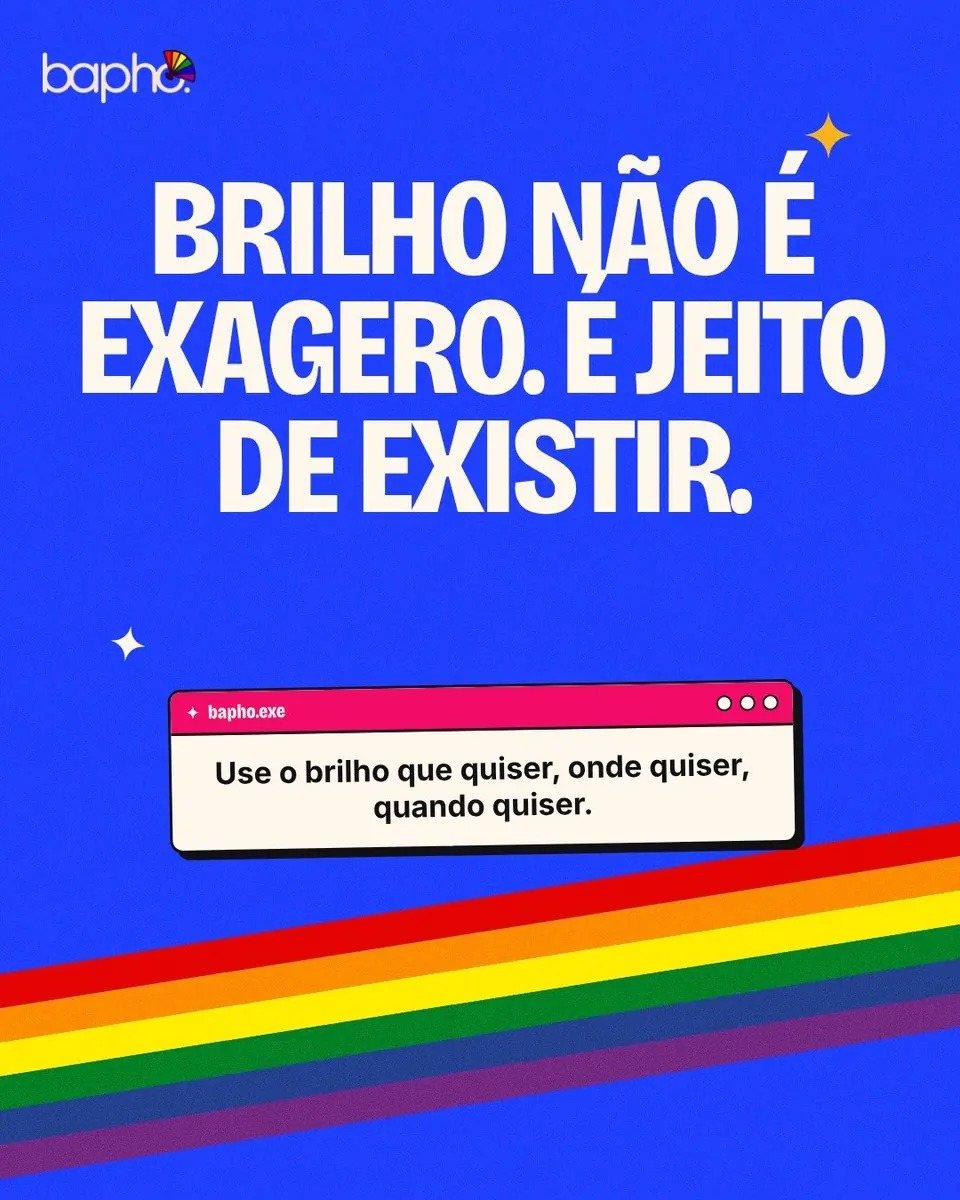 bapho.
BRILHO NÃO É
EXAGERO. É JEITO
DE EXISTIR.
bapho.exe
Use o brilho que quiser, onde quiser,
quando quiser.